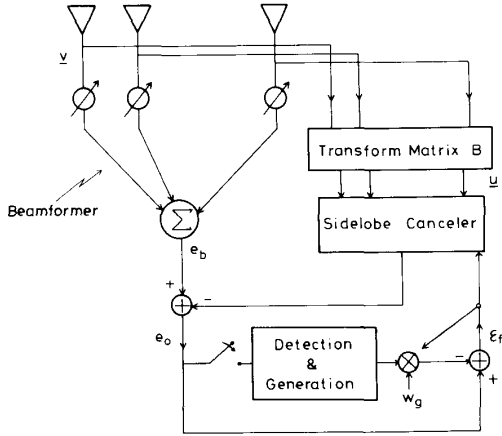 v
Transform Matrix B
u
Beamformer
Σ
Sidelobe Canceler
e_b
+
-
+
e_o
Detection
&
Generation
-
ε_f
+
+
w_g